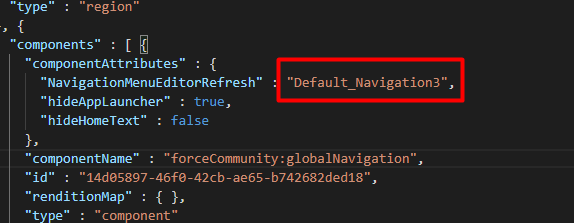 "type" : "region"
}, {
"components" : [ {
"componentAttributes" : {
"NavigationMenuEditorRefresh" : "Default_Navigation3",
"hideAppLauncher" : true,
"hideHomeText" : false
},
"componentName" : "forceCommunity:globalNavigation",
"id" : "14d05897-46f0-42cb-ae65-b742682ded18",
"renditionMap" : { },
"type" : "component"